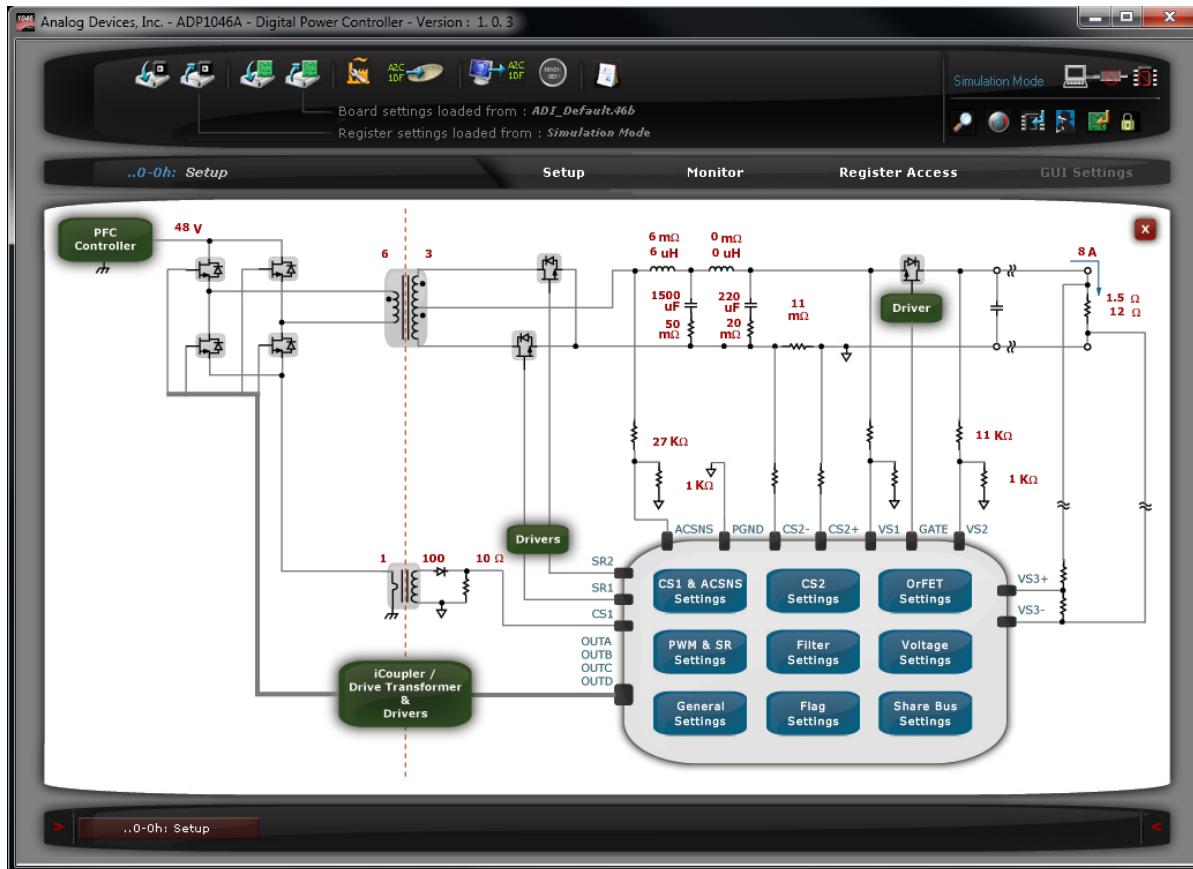 Analog Devices, Inc. - ADP1046A - Digital Power Controller - Version : 1. 0. 3
A2C
1DF
A2C
1DF
10101
0011
Simulation Mode
Board settings loaded from : ADI_Default.46b
Register settings loaded from : Simulation Mode
..0-0h: Setup
Setup
Monitor
Register Access
GUI Settings
PFC
Controller
48 V
6
3
6 mΩ
6 uH
0 mΩ
0 uH
1500
uF
50
mΩ
220
uF
20
mΩ
11
mΩ
Driver
8 A
1.5 Ω
12 Ω
X
27 KΩ
1 KΩ
11 KΩ
1 KΩ
ACSNS
PGND
CS2-
CS2+
VS1
GATE
VS2
Drivers
1
100
10 Ω
SR2
SR1
CS1
OUTA
OUTB
OUTC
OUTD
VS3+
VS3-
CS1 & ACSNS
Settings
CS2
Settings
OrFET
Settings
PWM & SR
Settings
Filter
Settings
Voltage
Settings
General
Settings
Flag
Settings
Share Bus
Settings
iCoupler /
Drive Transformer
&
Drivers
> ..0-0h: Setup <